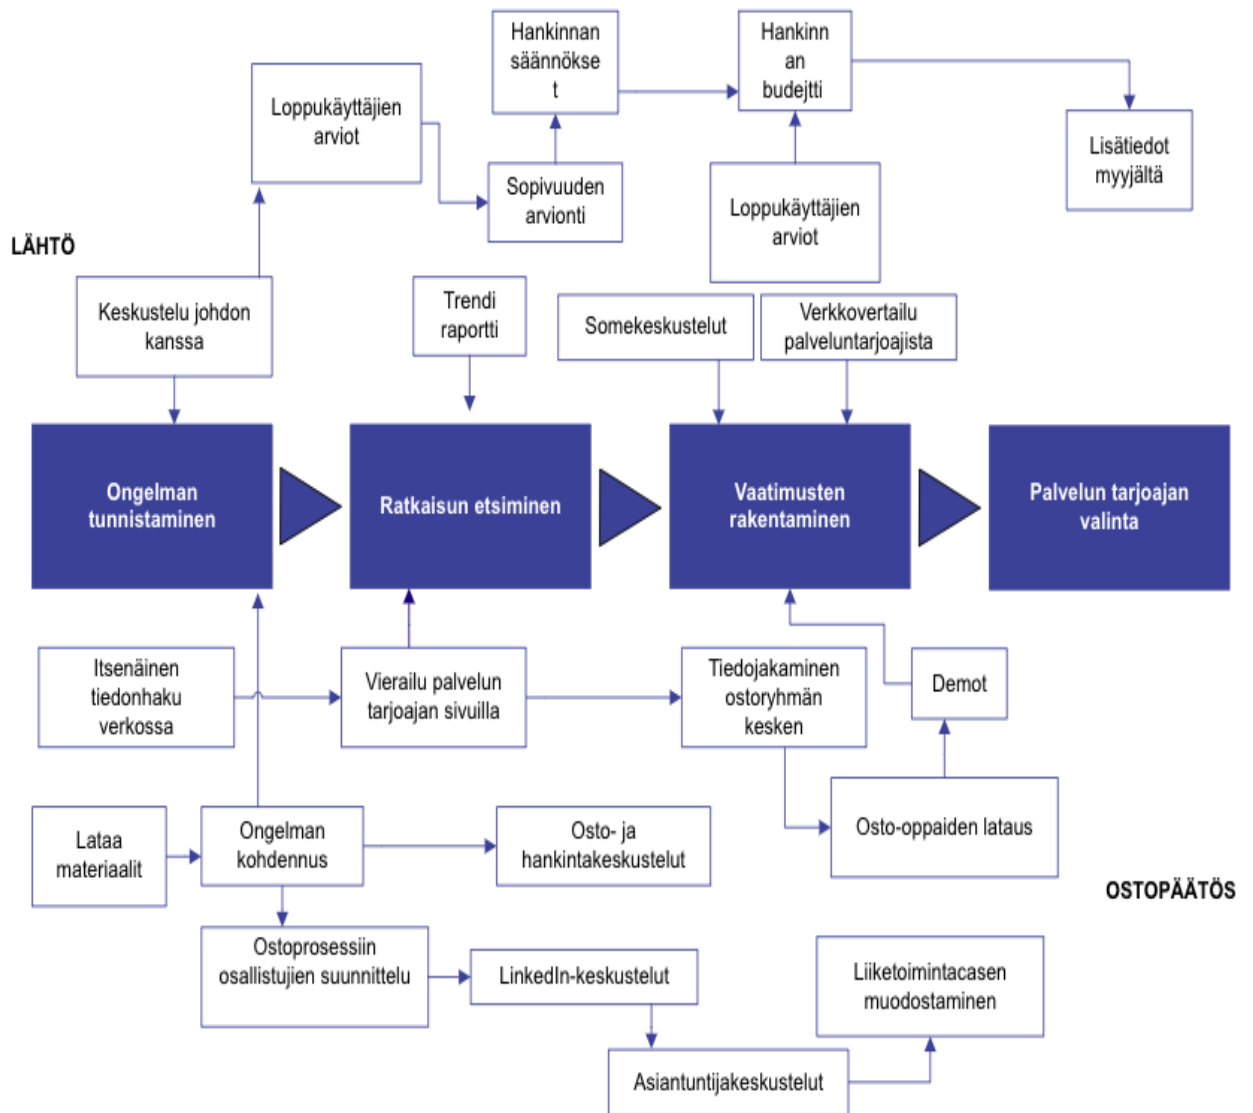 Hankinnan
säännökse
t
Hankinn
an
budejtti
Loppukäyttäjien
arviot
Lisätiedot
myyjältä
Sopivuuden
arvionti
Loppukäyttäjien
arviot
LÄHTÖ
Keskustelu johdon
kanssa
Trendi
raportti
Somekeskustelut
Verkkovertailu
palveluntarjoajista
Ongelman
tunnistaminen
Ratkaisun etsiminen
Vaatimusten
rakentaminen
Palvelun tarjoajan
valinta
Itsenäinen
tiedonhaku
verkossa
Vierailu palvelun
tarjoajan sivuilla
Tiedojakaminen
ostoryhmän
kesken
Demot
Lataa
materiaalit
Ongelman
kohdennus
Osto- ja
hankintakeskustelut
Osto-oppaiden lataus
OSTOPÄÄTÖS
Ostoprosessiin
osallistujien suunnittelu
LinkedIn-keskustelut
Liiketoimintacasen
muodostaminen
Asiantuntijakeskustelut